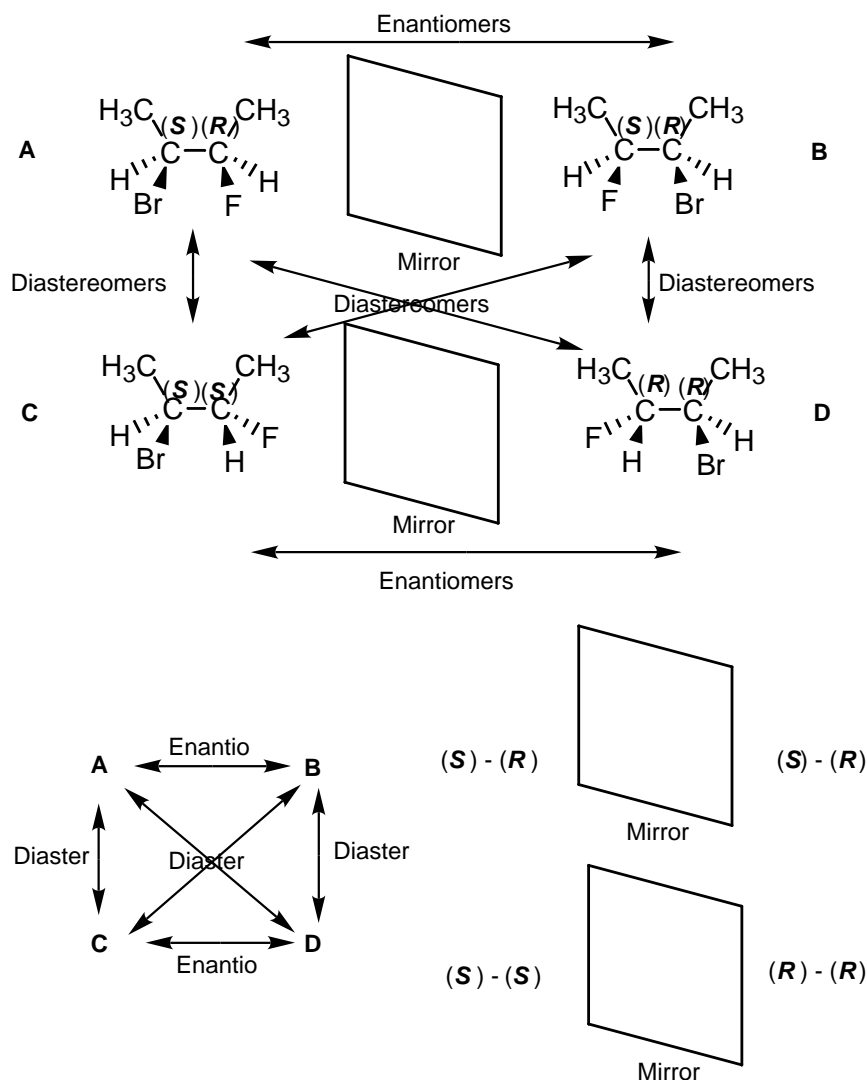 Enantiomers
H3C (S)(R) CH3
A C C
H Br F H
H3C (S)(R) CH3
B C C
H F Br H
Mirror
Diastereomers
Diastereomers
Diastereomers
H3C (S)(S) CH3
C C C
H Br H F
H3C (R)(R) CH3
D C C
F H Br H
Mirror
Enantiomers
A Enantio B
Diaster Diaster Diaster
C Enantio D
(S) - (R) (S) - (R)
Mirror
(S) - (S) (R) - (R)
Mirror